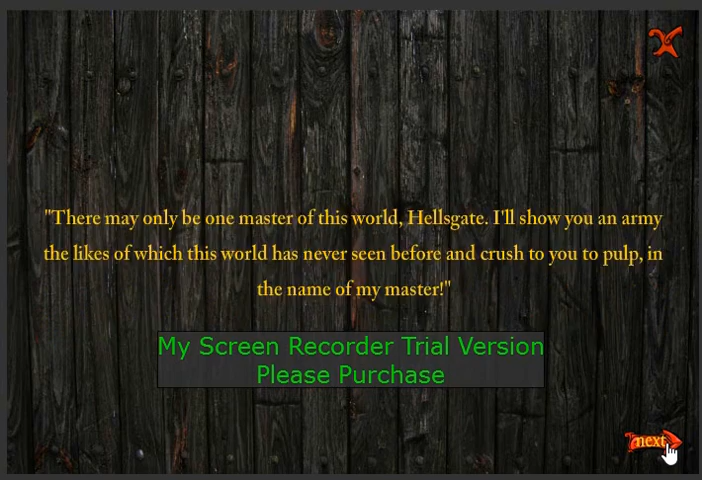 "There may only be one master of this world, Hellsgate. I'll show you an army
the likes of which this world has never seen before and crush to you to pulp, in
the name of my master!"
My Screen Recorder Trial Version
Please Purchase
next